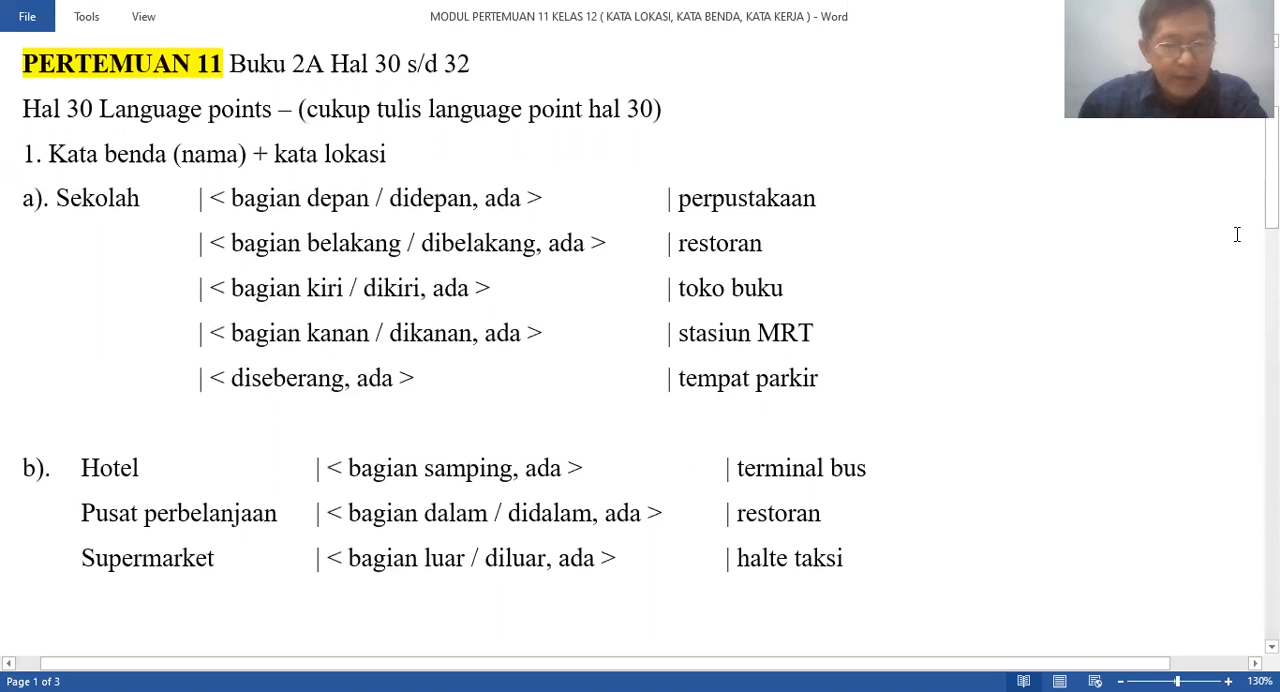 File Tools View MODUL PERTEMUAN 11 KELAS 12 ( KATA LOKASI, KATA BENDA, KATA KERJA ) - Word
PERTEMUAN 11 Buku 2A Hal 30 s/d 32
Hal 30 Language points – (cukup tulis language point hal 30)
1. Kata benda (nama) + kata lokasi
a). Sekolah | < bagian depan / didepan, ada > | perpustakaan
| < bagian belakang / dibelakang, ada > | restoran
| < bagian kiri / dikiri, ada > | toko buku
| < bagian kanan / dikanan, ada > | stasiun MRT
| < diseberang, ada > | tempat parkir
b). Hotel | < bagian samping, ada > | terminal bus
Pusat perbelanjaan | < bagian dalam / didalam, ada > | restoran
Supermarket | < bagian luar / diluar, ada > | halte taksi
Page 1 of 3 130%